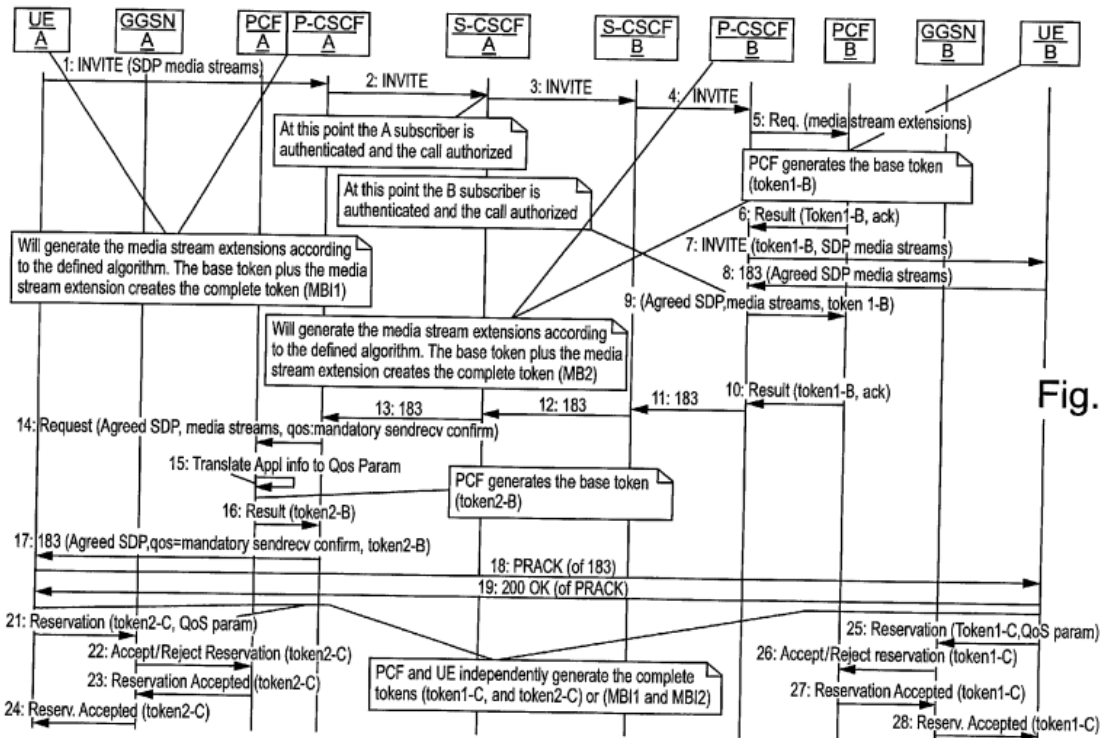 UE
A
GGSN
A
PCF
A
P-CSCF
A
S-CSCF
A
S-CSCF
B
P-CSCF
B
PCF
B
GGSN
B
UE
B
1: INVITE (SDP media streams)
2: INVITE
3: INVITE
4: INVITE
5: Req. (media stream extensions)
At this point the A subscriber is
authenticated and the call authorized
PCF generates the base token
(token1-B)
At this point the B subscriber is
authenticated and the call authorized
6: Result (Token1-B, ack)
7: INVITE (token1-B, SDP media streams)
Will generate the media stream extensions according
to the defined algorithm. The base token plus the media
stream extension creates the complete token (MBI1)
8: 183 (Agreed SDP media streams)
9: (Agreed SDP,media streams, token 1-B)
Will generate the media stream extensions according
to the defined algorithm. The base token plus the media
stream extension creates the complete token (MB2)
10: Result (token1-B, ack)
11: 183
12: 183
13: 183
Fig.
14: Request (Agreed SDP, media streams, qos:mandatory sendrecv confirm)
15: Translate Appl info to Qos Param
PCF generates the base token
(token2-B)
16: Result (token2-B)
17: 183 (Agreed SDP,qos=mandatory sendrecv confirm, token2-B)
18: PRACK (of 183)
19: 200 OK (of PRACK)
21: Reservation (token2-C, QoS param)
25: Reservation (Token1-C,QoS param)
22: Accept/Reject Reservation (token2-C)
26: Accept/Reject reservation (token1-C)
PCF and UE independently generate the complete
tokens (token1-C, and token2-C) or (MBI1 and MBI2)
23: Reservation Accepted (token2-C)
27: Reservation Accepted (token1-C)
24: Reserv. Accepted (token2-C)
28: Reserv. Accepted (token1-C)